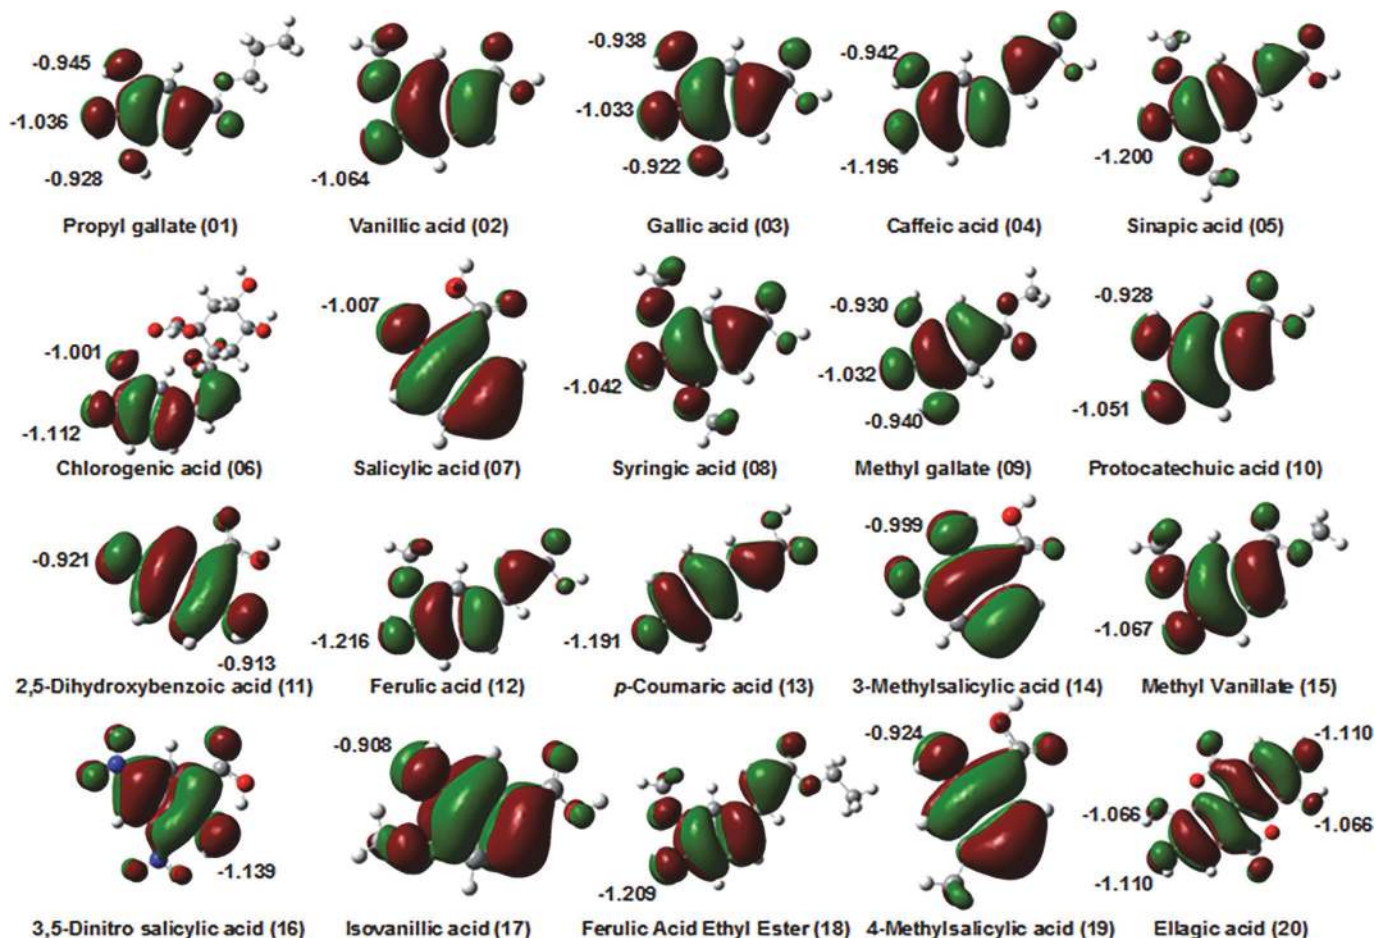 -0.945
-1.036
-0.928
Propyl gallate (01)
-1.064
Vanillic acid (02)
-0.938
-1.033
-0.922
Gallic acid (03)
-0.942
-1.196
Caffeic acid (04)
-1.200
Sinapic acid (05)
-1.001
-1.112
Chlorogenic acid (06)
-1.007
Salicylic acid (07)
-1.042
Syringic acid (08)
-0.930
-1.032
-0.940
Methyl gallate (09)
-0.928
-1.051
Protocatechuic acid (10)
-0.921
-0.913
2,5-Dihydroxybenzoic acid (11)
-1.216
Ferulic acid (12)
-1.191
p-Coumaric acid (13)
-0.999
3-Methylsalicylic acid (14)
-1.067
Methyl Vanillate (15)
-1.139
3,5-Dinitro salicylic acid (16)
-0.908
Isovanillic acid (17)
-1.209
Ferulic Acid Ethyl Ester (18)
-0.924
4-Methylsalicylic acid (19)
-1.110
-1.066
-1.066
-1.110
Ellagic acid (20)